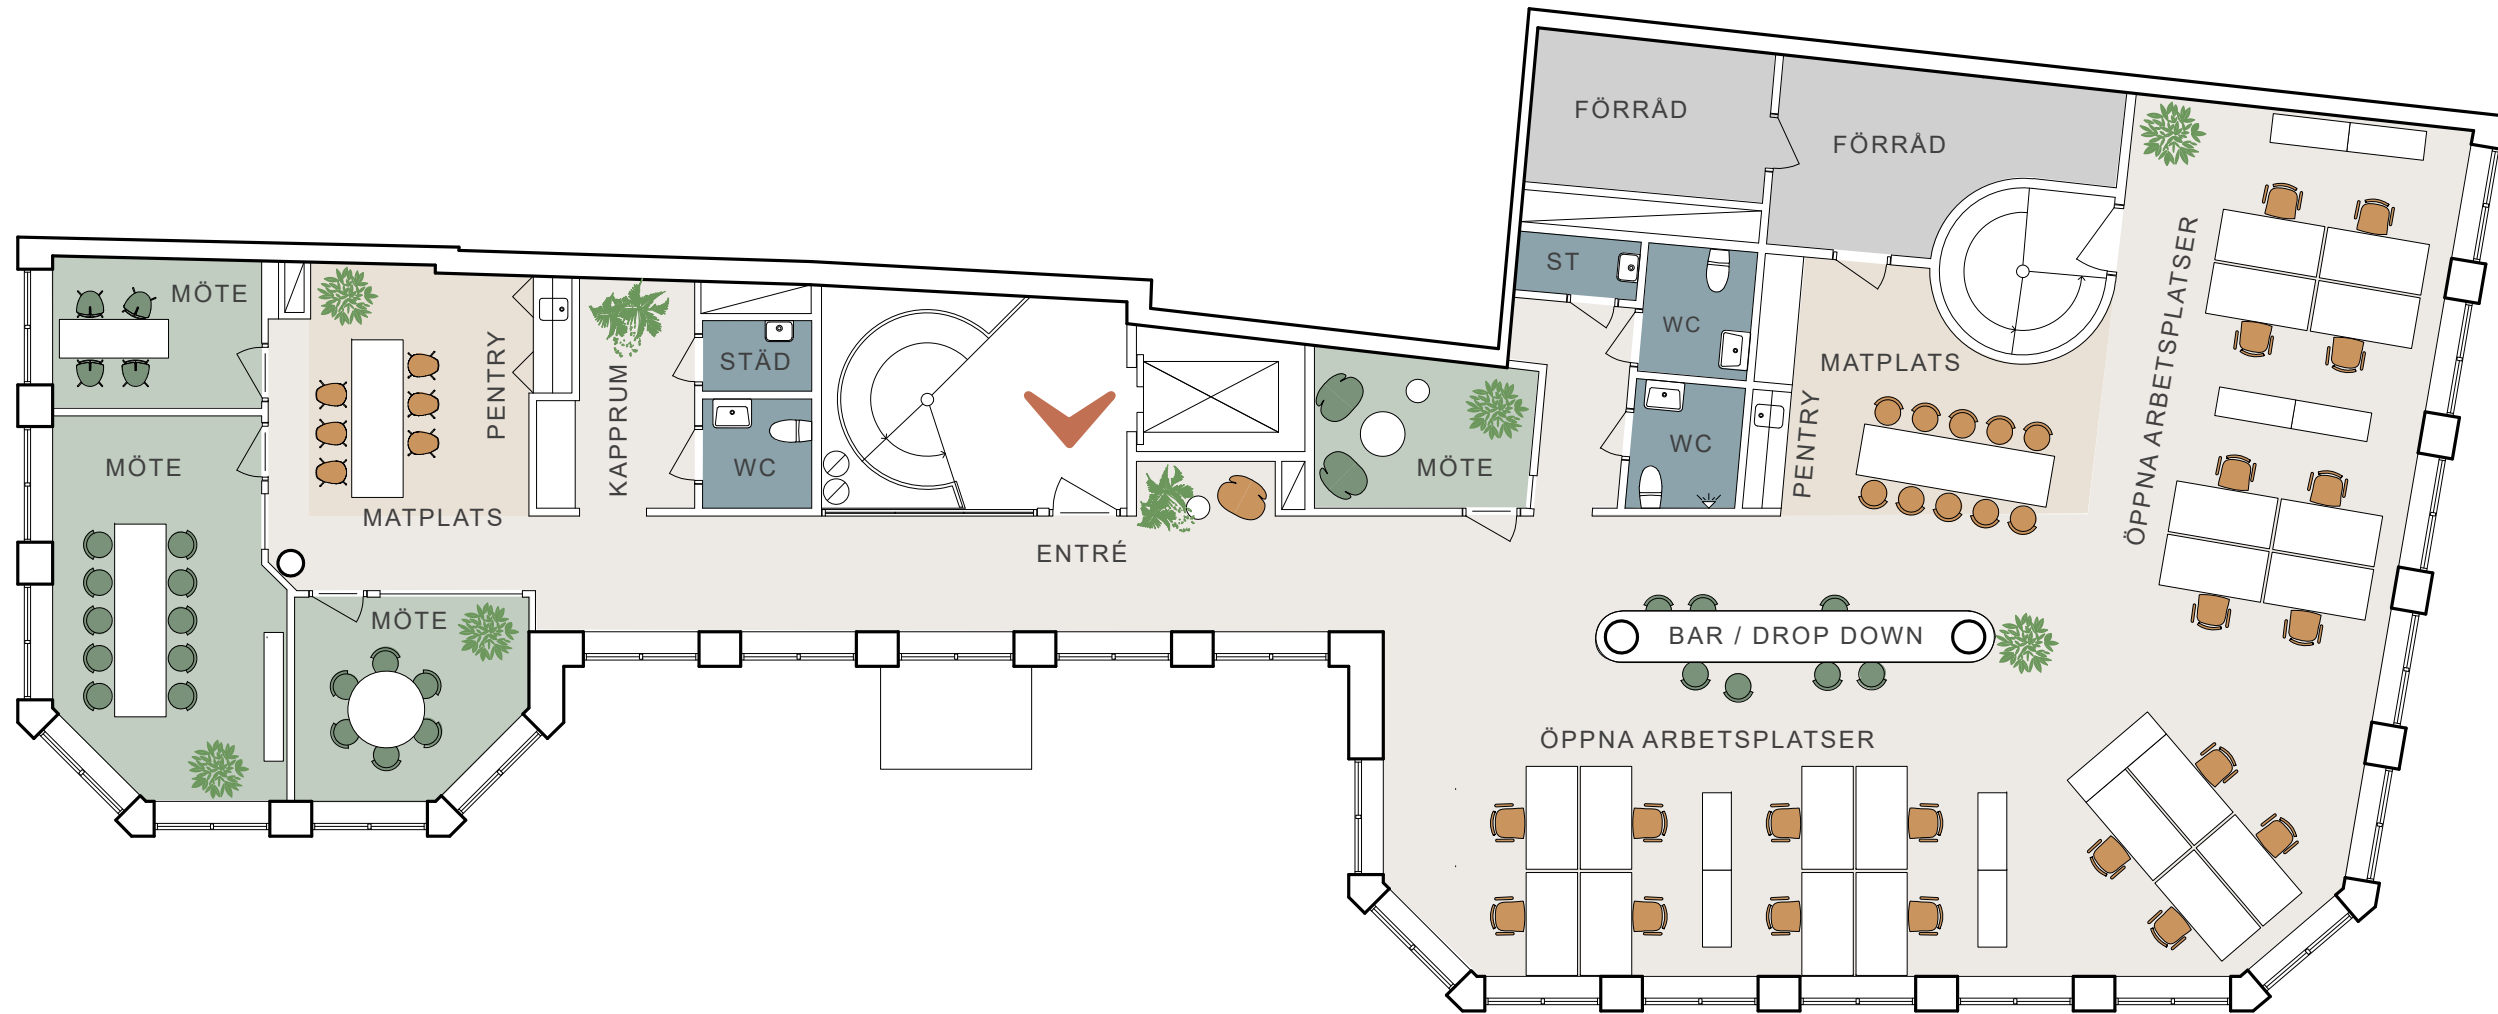 FÖRRÅD
FÖRRÅD
MÖTE
MÖTE
MATPLATS
PENTRY
KAPPRUM
STÄD
WC
MÖTE
ENTRÉ
MÖTE
ST
WC
WC
PENTRY
MATPLATS
ÖPPNA ARBETSPLATSER
BAR / DROP DOWN
ÖPPNA ARBETSPLATSER